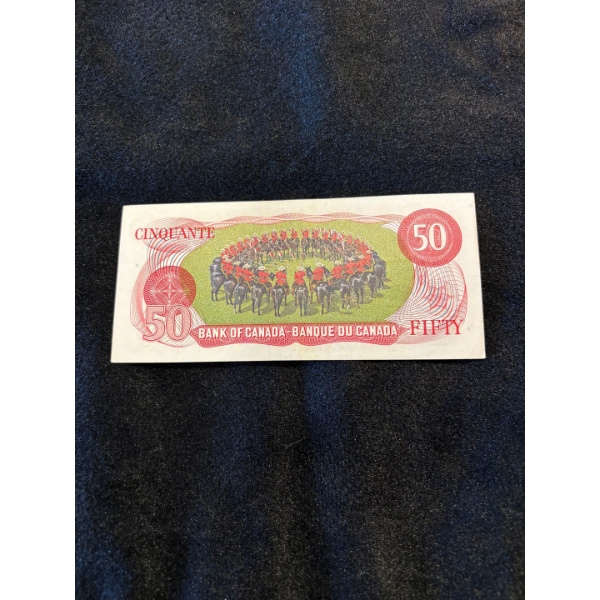 CINQUANTE
50
50
BANK OF CANADA-BANQUE DU CANADA
FIFTY